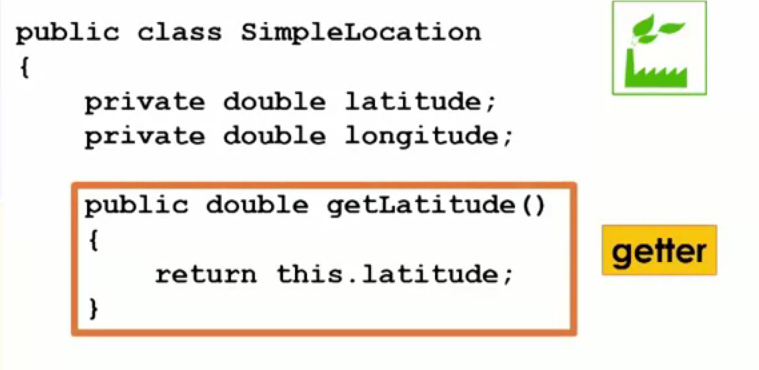 public class SimpleLocation
{
private double latitude;
private double longitude;
public double getLatitude()
{
getter
return this.latitude;
}